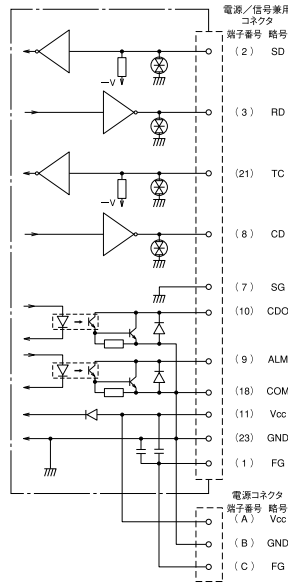 電源／信号兼用
コネクタ
端子番号 略号
(2) SD
−V
(3) RD
(21) TC
−V
(8) CD
(7) SG
(10) CDO
(9) ALM
(18) COM
(11) Vcc
(23) GND
(1) FG
電源コネクタ
端子番号 略号
(A) Vcc
(B) GND
(C) FG